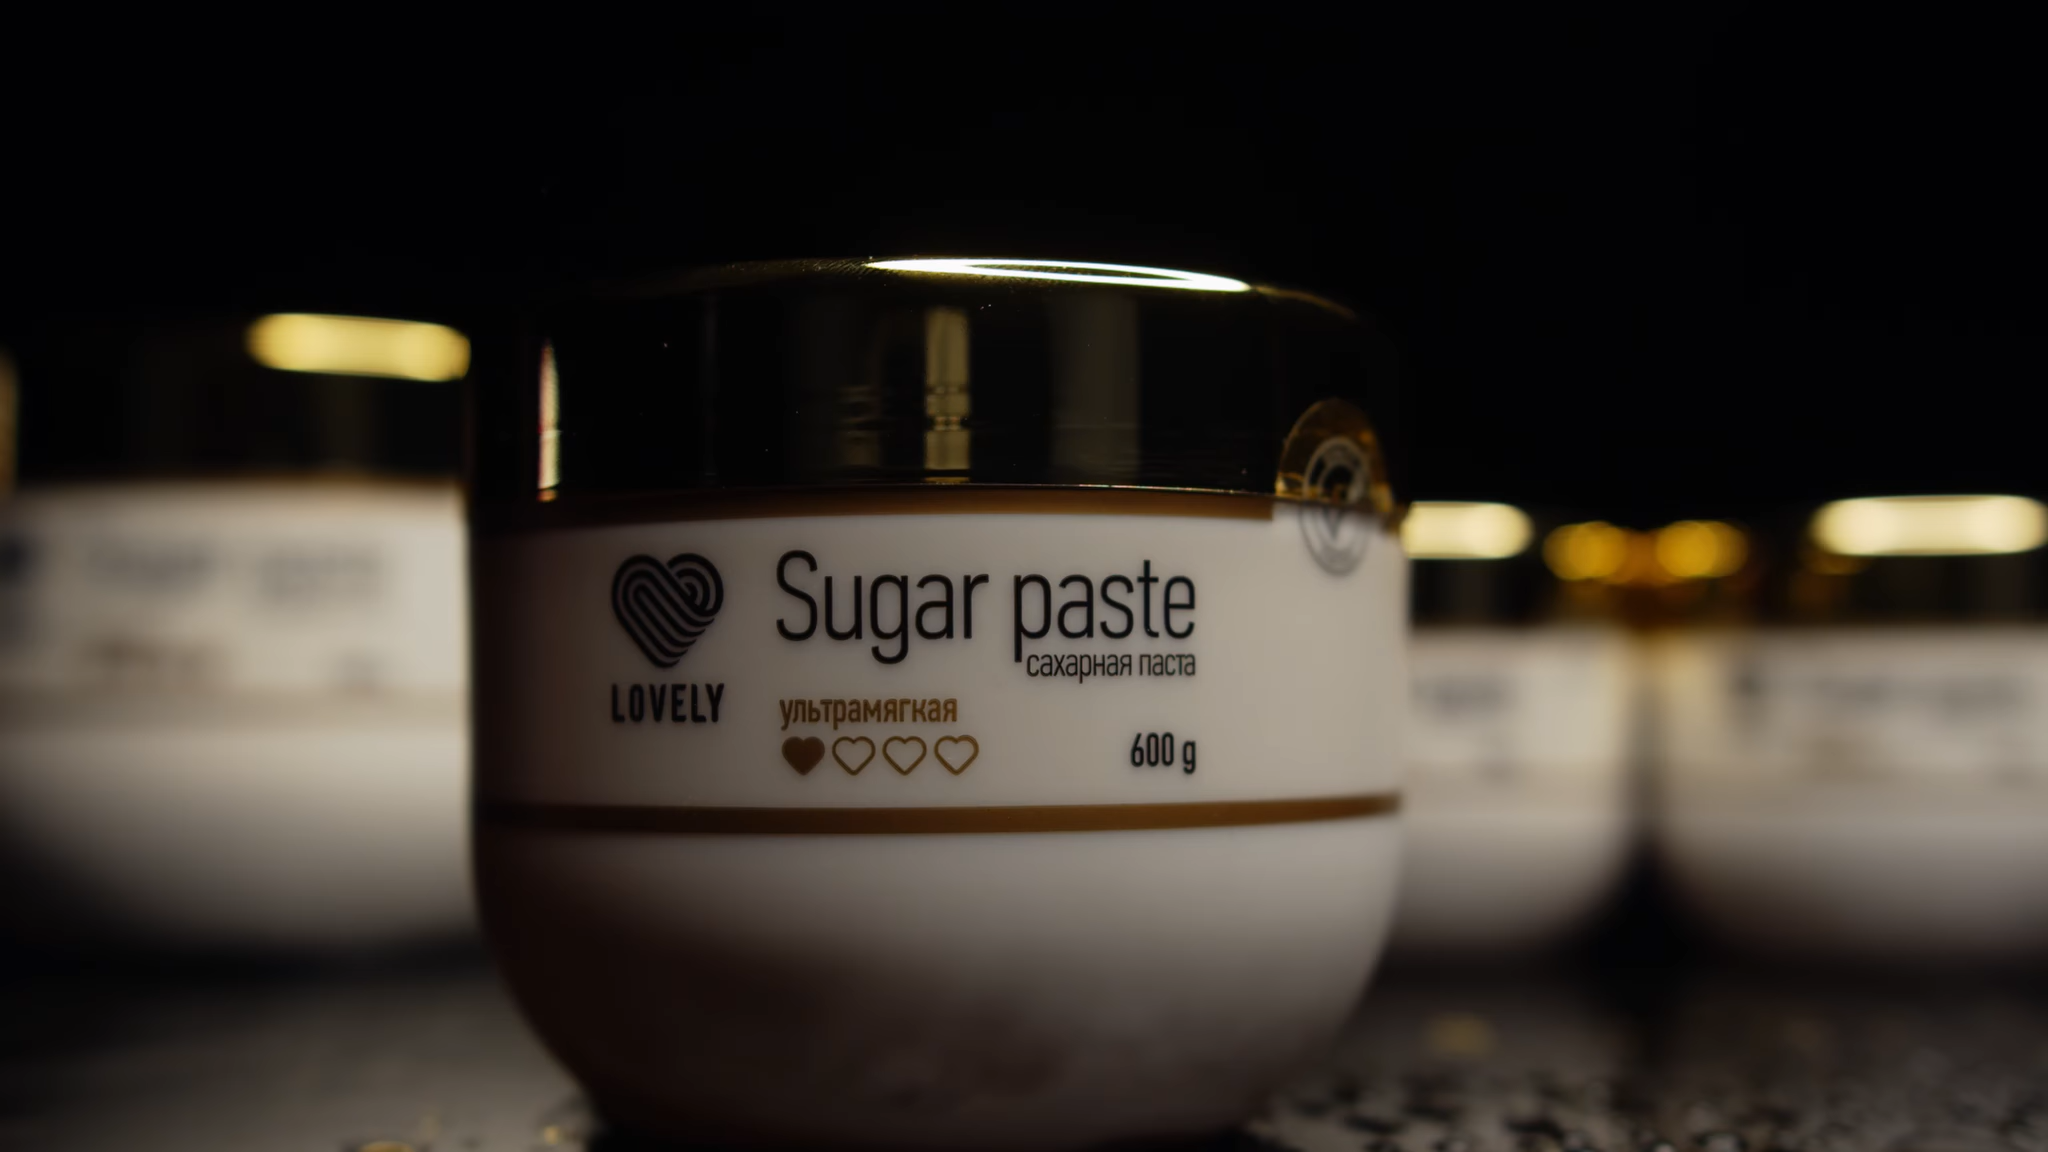 Sugar paste
сахарная паста
LOVELY
ультрамягкая
600 g